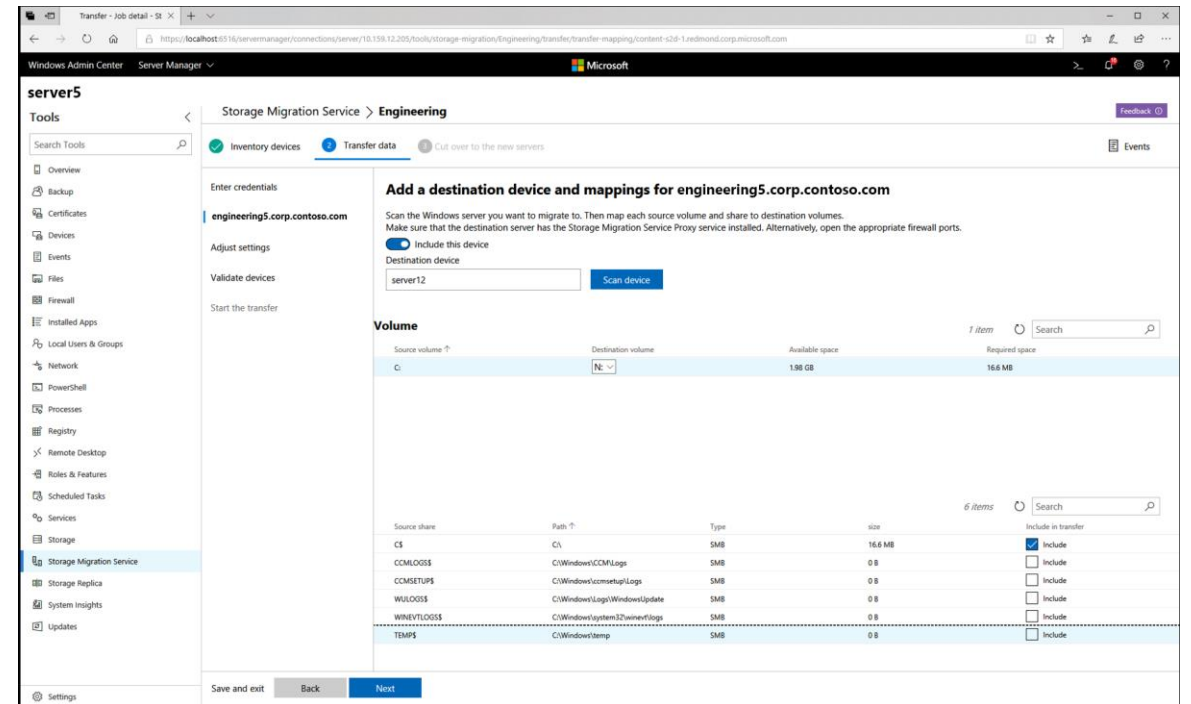 Transfer - Job detail - St
https://localhost:6516/servermanager/connections/server/10.159.12.205/tools/storage-migration/Engineering/transfer/transfer-mapping/content-s2d-1.redmond.corp.microsoft.com
Windows Admin Center Server Manager Microsoft
server5
Tools
Search Tools
Overview
Backup
Certificates
Devices
Events
Files
Firewall
Installed Apps
Local Users & Groups
Network
PowerShell
Processes
Registry
Remote Desktop
Roles & Features
Scheduled Tasks
Services
Storage
Storage Migration Service
Storage Replica
System Insights
Updates
Settings
Storage Migration Service > Engineering
Feedback
Inventory devices 2 Transfer data 3 Cut over to the new servers
Events
Enter credentials
engineering5.corp.contoso.com
Adjust settings
Validate devices
Start the transfer
Add a destination device and mappings for engineering5.corp.contoso.com
Scan the Windows server you want to migrate to. Then map each source volume and share to destination volumes.
Make sure that the destination server has the Storage Migration Service Proxy service installed. Alternatively, open the appropriate firewall ports.
Include this device
Destination device
server12 Scan device
Volume
1 item Search
Source volume Destination volume Available space Required space
C: N: 1.98 GB 16.6 MB
6 items Search
Source share Path Type size Include in transfer
C$ C:\ SMB 16.6 MB Include
CCMLOGS$ C:\Windows\CCM\Logs SMB 0 B Include
CCMSETUP$ C:\Windows\ccmsetup\Logs SMB 0 B Include
WULOGS$ C:\Windows\Logs\WindowsUpdate SMB 0 B Include
WINEVTLOGS$ C:\Windows\system32\winevt\logs SMB 0 B Include
TEMP$ C:\Windows\temp SMB 0 B Include
Save and exit Back Next